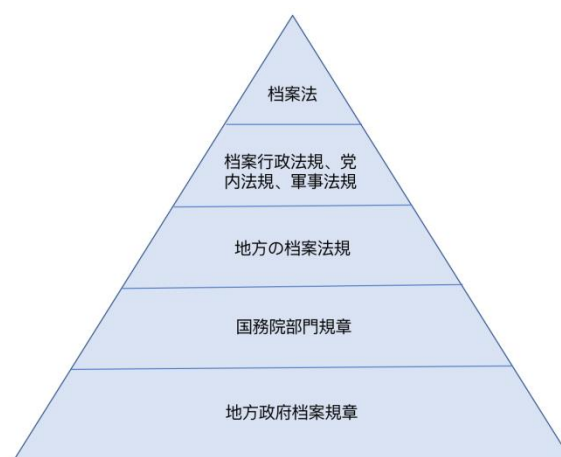 档案法
档案行政法規、党
内法規、軍事法規
地方の档案法規
国務院部門規章
地方政府档案規章